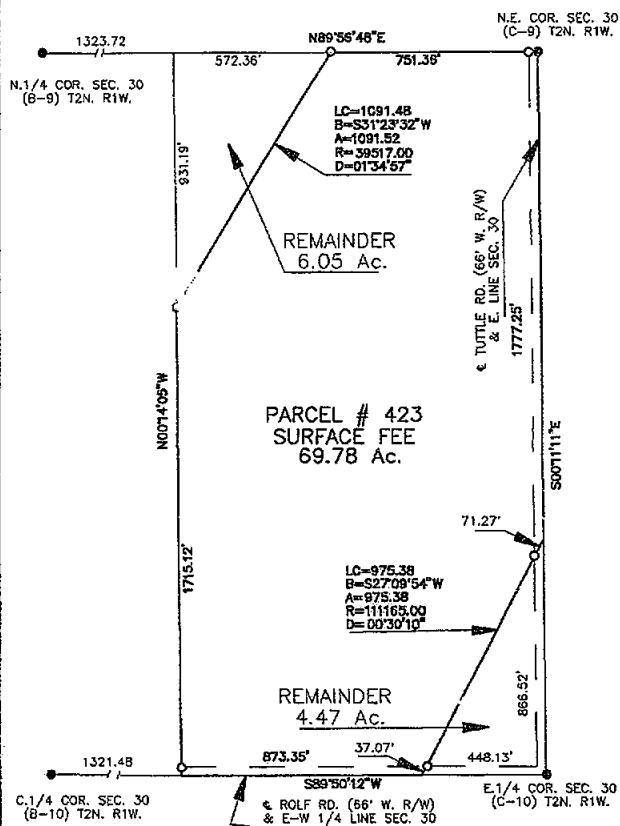 N.E. COR. SEC. 30
(C-9) T2N. R1W.
1323.72
N89°56'48"E
572.36'
751.36'
N.1/4 COR. SEC. 30
(B-9) T2N. R1W.
LC=1091.48
B=S31°23'32"W
A=1091.52
R=39517.00
D=01°34'57"
931.19'
REMAINDER
6.05 Ac.
℄ TUTTLE RD. (66' W. R/W)
& E. LINE SEC. 30
1777.25'
N00°14'05"W
PARCEL # 423
SURFACE FEE
69.78 Ac.
S00°11'11"E
71.27'
1715.12'
LC=975.38
B=S27°09'54"W
A=975.38
R=111165.00
D=00°30'10"
866.52'
REMAINDER
4.47 Ac.
873.35'
37.07'
448.13'
1321.48
S89°50'12"W
C.1/4 COR. SEC. 30
(B-10) T2N. R1W.
E.1/4 COR. SEC. 30
(C-10) T2N. R1W.
℄ ROLF RD. (66' W. R/W)
& E-W 1/4 LINE SEC. 30